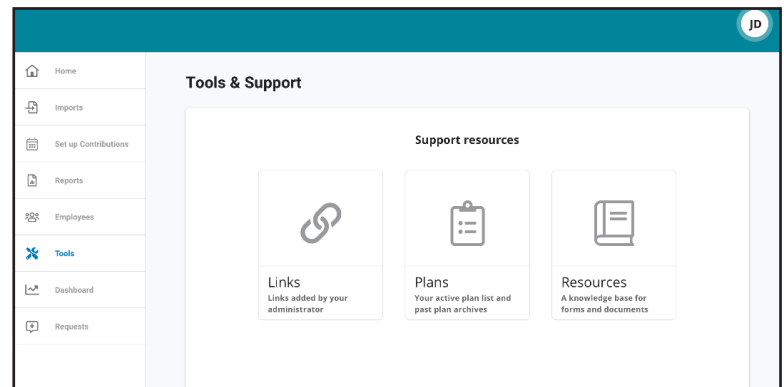 JD
Home
Imports
Set up Contributions
Reports
Employees
Tools
Dashboard
Requests
Tools & Support
Support resources
Links
Links added by your
administrator
Plans
Your active plan list and
past plan archives
Resources
A knowledge base for
forms and documents